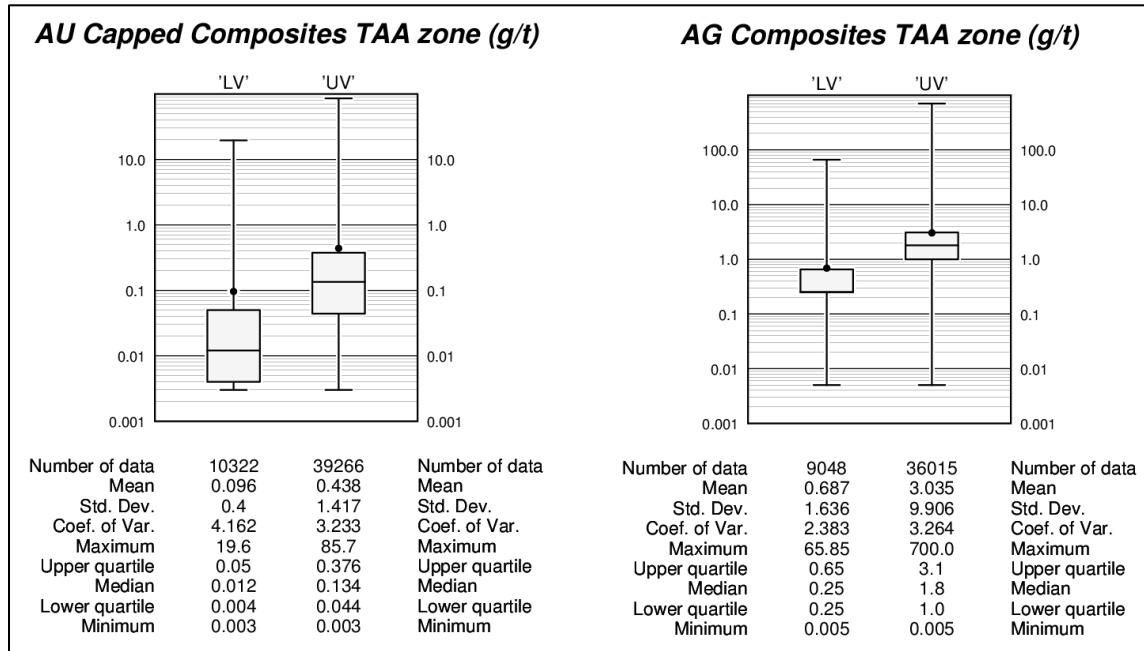 AU Capped Composites TAA zone (g/t)
'LV' 'UV'
10.0 10.0
1.0 1.0
0.1 0.1
0.01 0.01
0.001 0.001
Number of data 10322 39266 Number of data
Mean 0.096 0.438 Mean
Std. Dev. 0.4 1.417 Std. Dev.
Coef. of Var. 4.162 3.233 Coef. of Var.
Maximum 19.6 85.7 Maximum
Upper quartile 0.05 0.376 Upper quartile
Median 0.012 0.134 Median
Lower quartile 0.004 0.044 Lower quartile
Minimum 0.003 0.003 Minimum
AG Composites TAA zone (g/t)
'LV' 'UV'
100.0 100.0
10.0 10.0
1.0 1.0
0.1 0.1
0.01 0.01
0.001 0.001
Number of data 9048 36015 Number of data
Mean 0.687 3.035 Mean
Std. Dev. 1.636 9.906 Std. Dev.
Coef. of Var. 2.383 3.264 Coef. of Var.
Maximum 65.85 700.0 Maximum
Upper quartile 0.65 3.1 Upper quartile
Median 0.25 1.8 Median
Lower quartile 0.25 1.0 Lower quartile
Minimum 0.005 0.005 Minimum